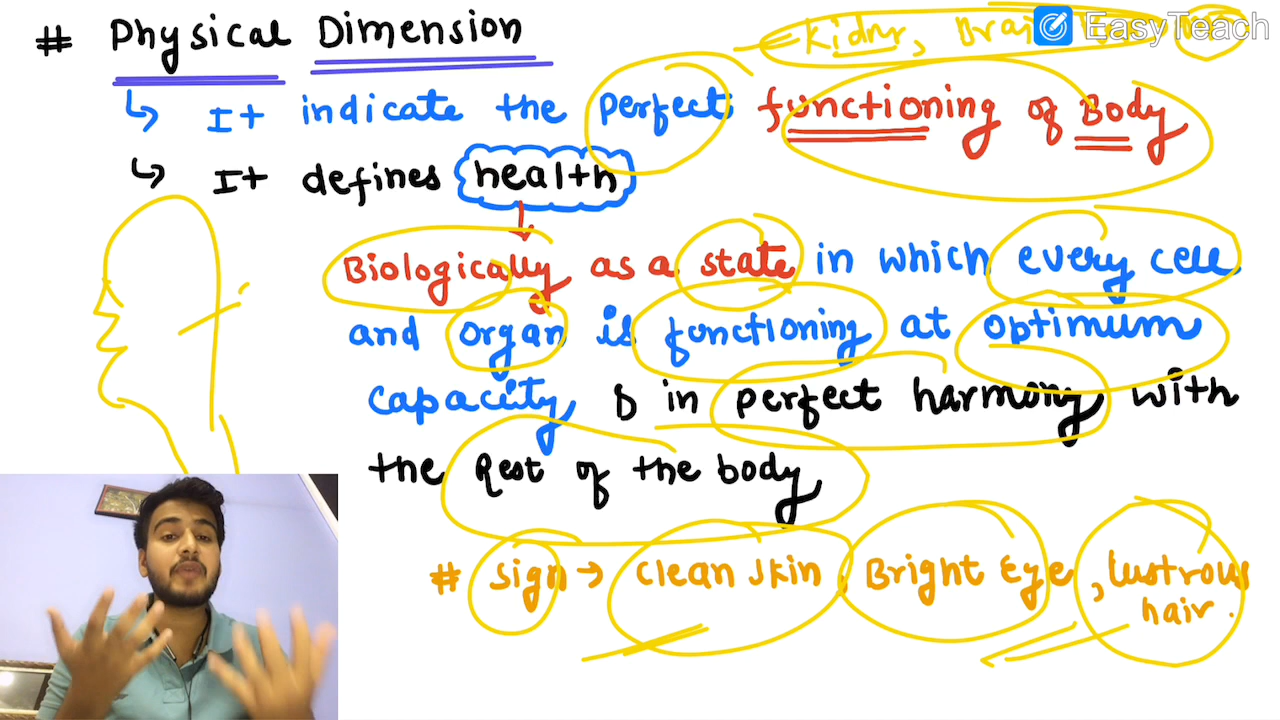 Kidney, Brain
EasyTeach
# Physical Dimension
↳ It indicate the perfect functioning of Body
↳ It defines health
Biologically as a state in which every cell
and organ is functioning at optimum
capacity & in perfect harmony with
the Rest of the body
# Sign → Clean Skin, Bright Eye, lustrous
hair.